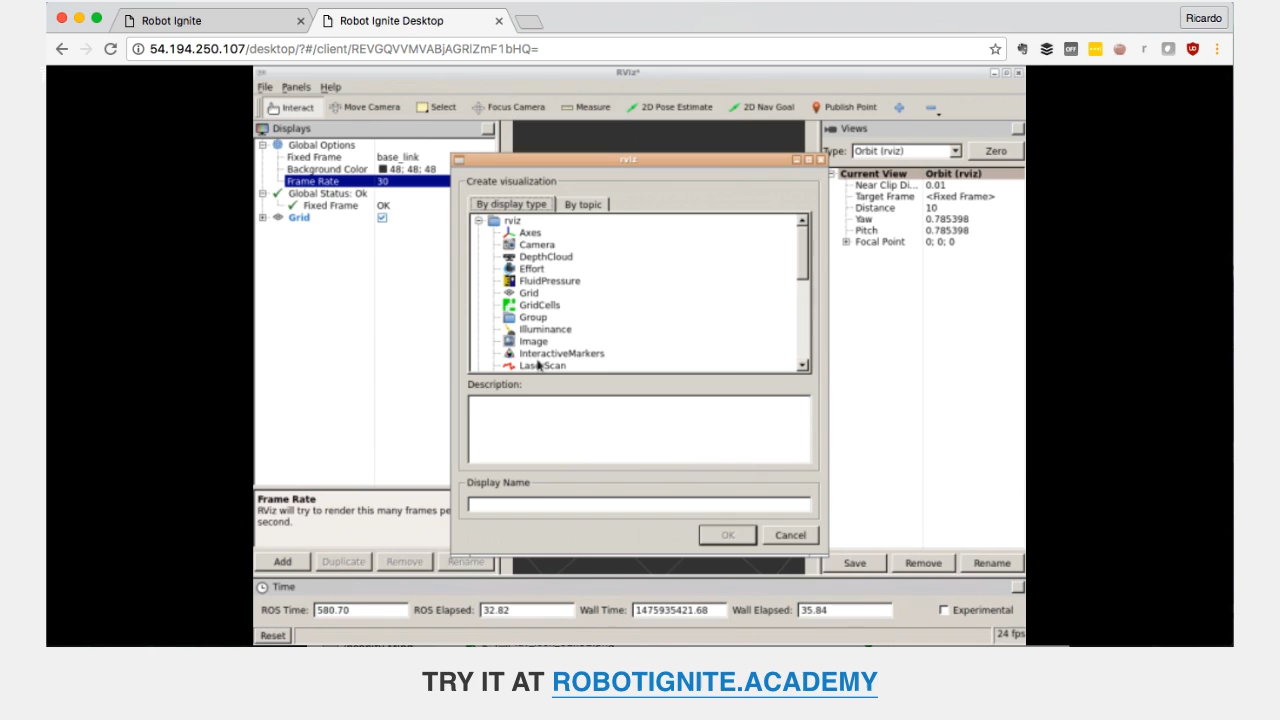 Robot Ignite
Robot Ignite Desktop
Ricardo
54.194.250.107/desktop/?#/client/REVGQVVMVABjAGRlZmF1bHQ=
RViz*
File Panels Help
Interact Move Camera Select Focus Camera Measure 2D Pose Estimate 2D Nav Goal Publish Point
Displays
Global Options
Fixed Frame base_link
Background Color 48; 48; 48
Frame Rate 30
Global Status: Ok
Fixed Frame OK
Grid
Frame Rate
RViz will try to render this many frames pe
second.
Add Duplicate Remove Rename
rviz
Create visualization
By display type By topic
rviz
Axes
Camera
DepthCloud
Effort
FluidPressure
Grid
GridCells
Group
Illuminance
Image
InteractiveMarkers
LaserScan
Description:
Display Name
OK Cancel
Views
Type: Orbit (rviz) Zero
Current View Orbit (rviz)
Near Clip Di... 0.01
Target Frame <Fixed Frame>
Distance 10
Yaw 0.785398
Pitch 0.785398
Focal Point 0; 0; 0
Save Remove Rename
Time
ROS Time: 580.70 ROS Elapsed: 32.82 Wall Time: 1475935421.68 Wall Elapsed: 35.84 Experimental
Reset 24 fps
TRY IT AT ROBOTIGNITE.ACADEMY